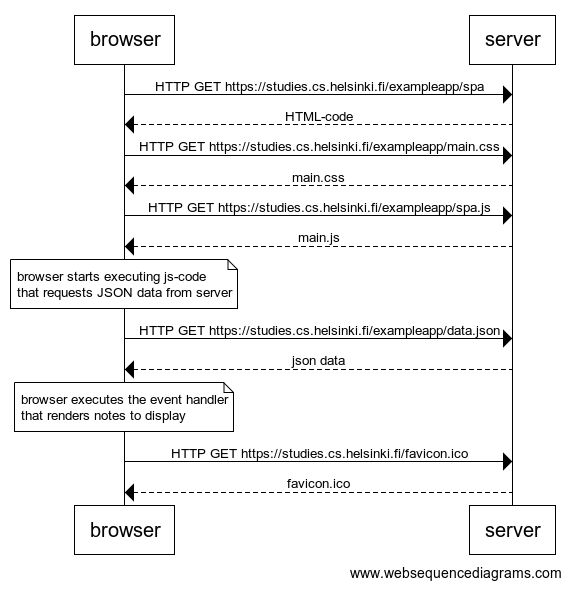 browser
server
HTTP GET https://studies.cs.helsinki.fi/exampleapp/spa
HTML-code
HTTP GET https://studies.cs.helsinki.fi/exampleapp/main.css
main.css
HTTP GET https://studies.cs.helsinki.fi/exampleapp/spa.js
main.js
browser starts executing js-code
that requests JSON data from server
HTTP GET https://studies.cs.helsinki.fi/exampleapp/data.json
json data
browser executes the event handler
that renders notes to display
HTTP GET https://studies.cs.helsinki.fi/favicon.ico
favicon.ico
browser
server
www.websequencediagrams.com